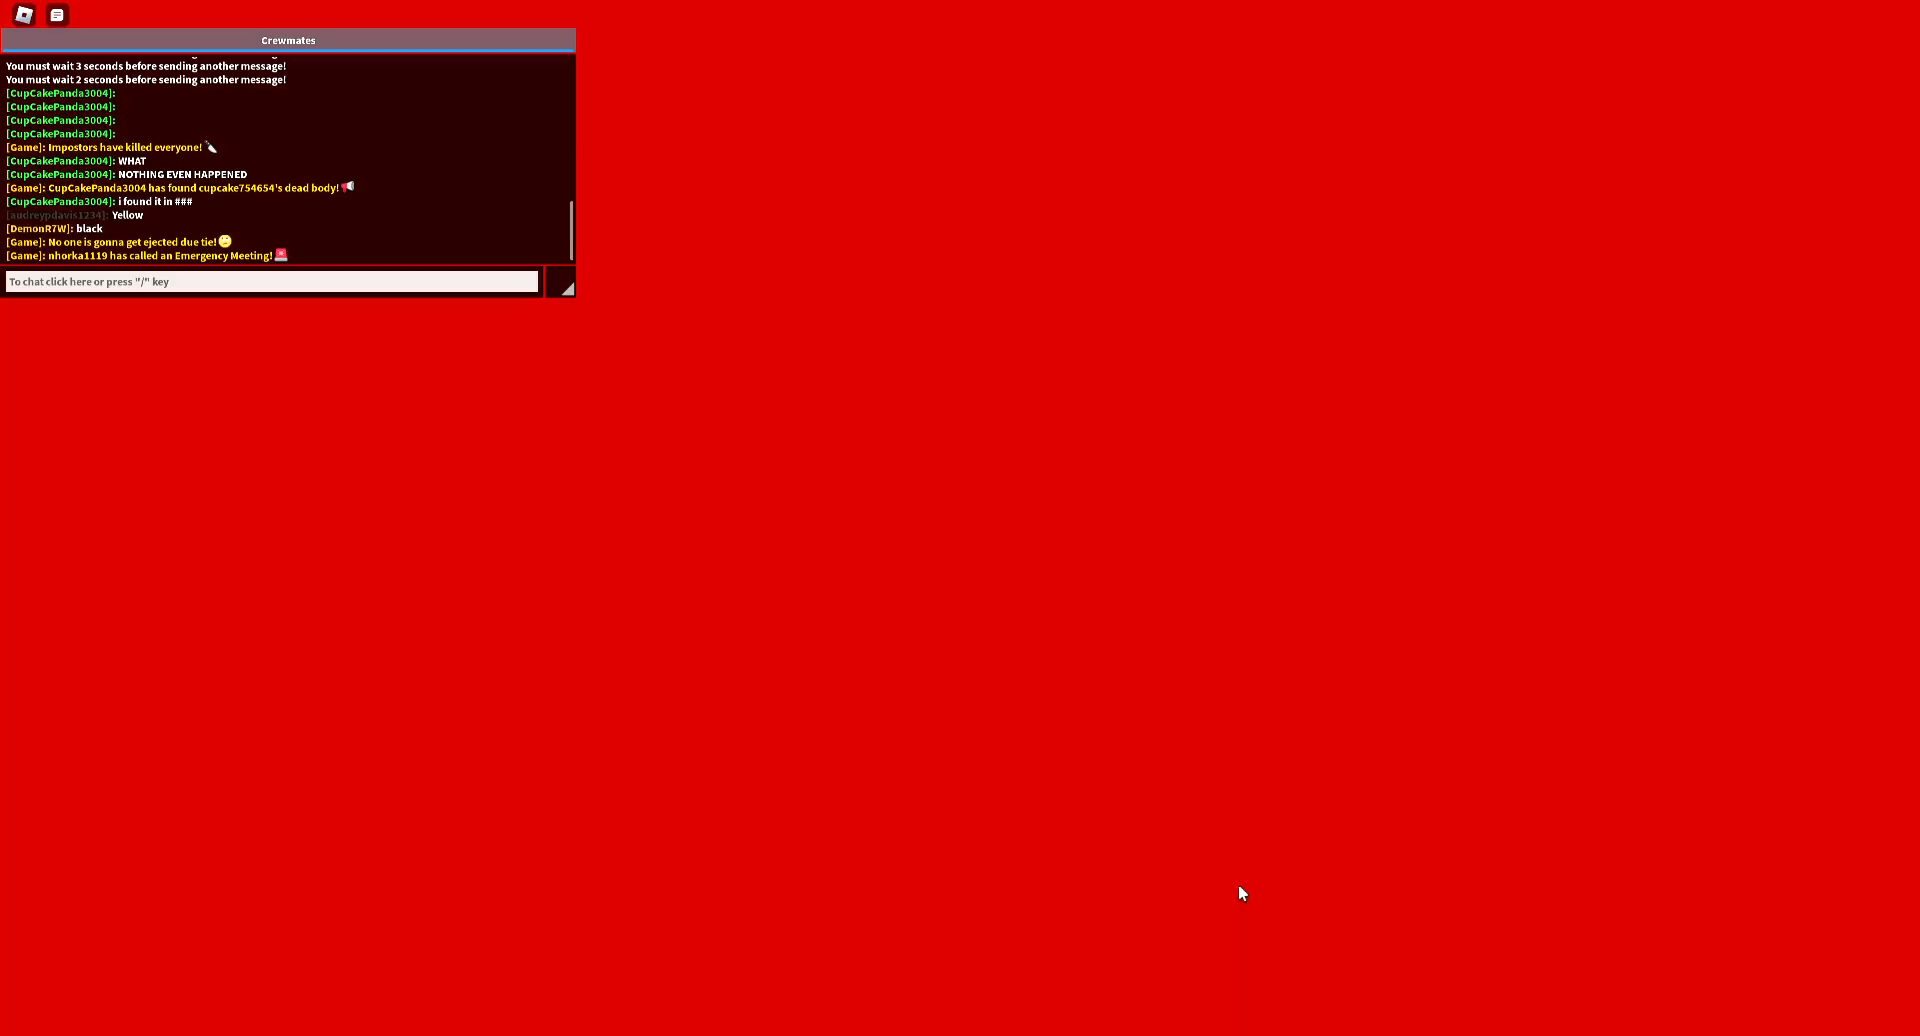 Crewmates
You must wait 3 seconds before sending another message!
You must wait 2 seconds before sending another message!
[CupCakePanda3004]:
[CupCakePanda3004]:
[CupCakePanda3004]:
[CupCakePanda3004]:
[Game]: Impostors have killed everyone!🔪
[CupCakePanda3004]: WHAT
[CupCakePanda3004]: NOTHING EVEN HAPPENED
[Game]: CupCakePanda3004 has found cupcake754654's dead body!📢
[CupCakePanda3004]: i found it in ###
[audreypdavis1234]: Yellow
[DemonR7W]: black
[Game]: No one is gonna get ejected due tie!🙄
[Game]: nhorka1119 has called an Emergency Meeting!🚨
To chat click here or press "/" key